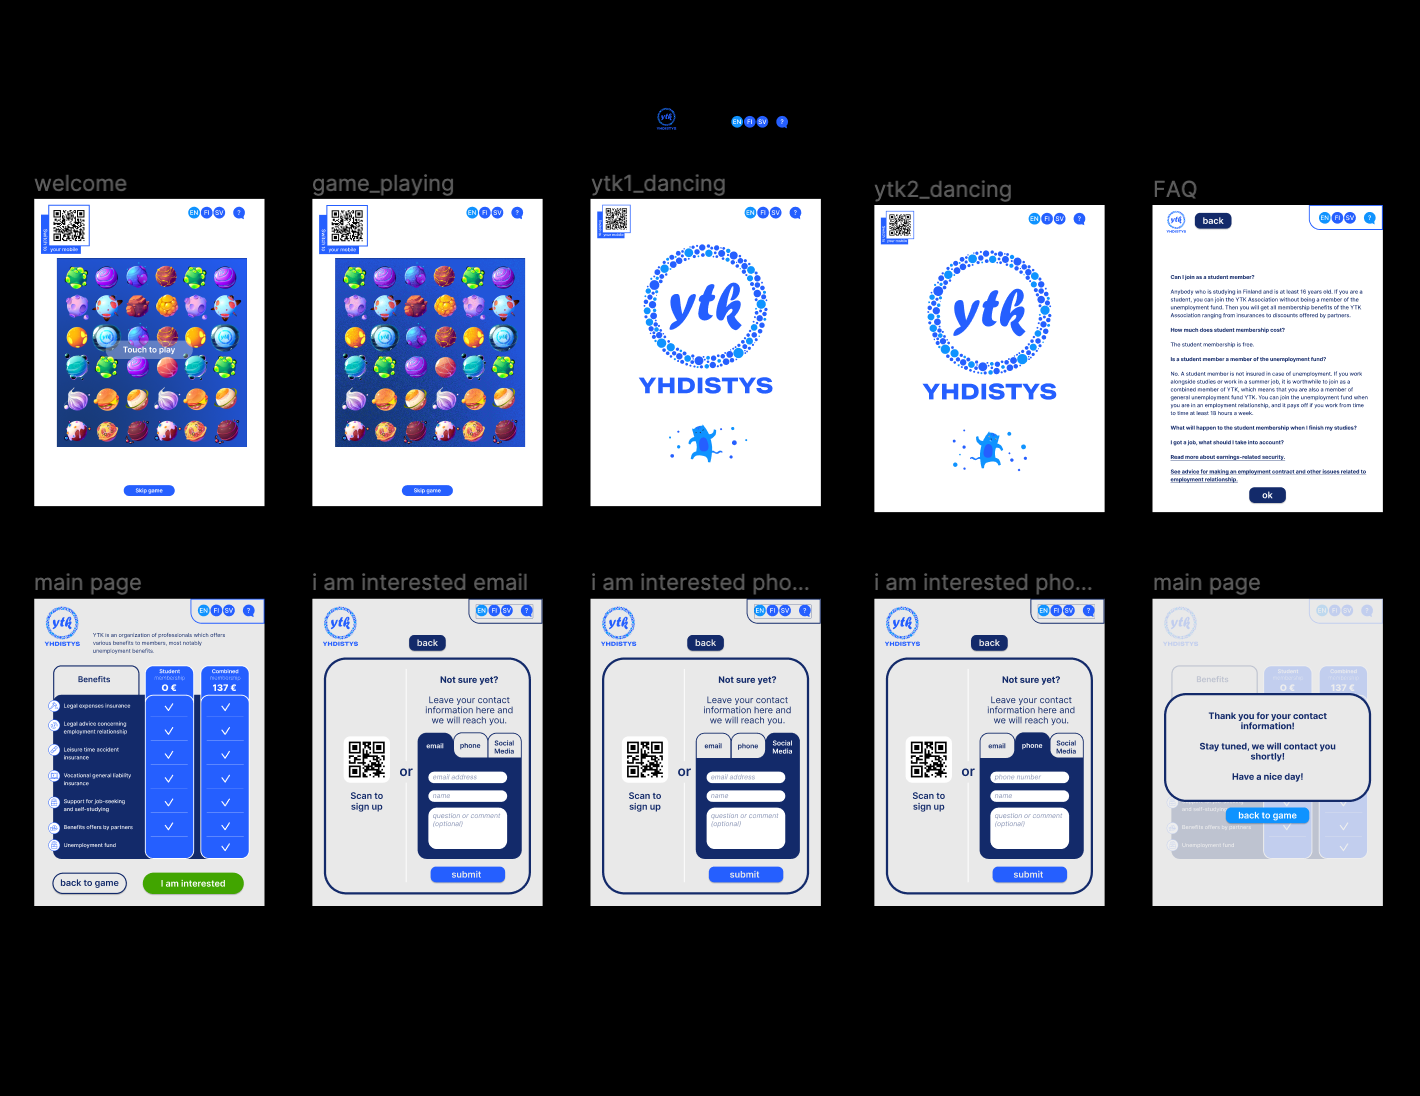 ytk
YHDISTYS
EN FI SV ?
welcome
Switch to
your mobile
EN FI SV ?
ytk
ytk
Touch to play
Skip game
game_playing
Switch to
your mobile
EN FI SV ?
Skip game
ytk1_dancing
Switch to
your mobile
EN FI SV ?
ytk
YHDISTYS
ytk2_dancing
Switch to
your mobile
EN FI SV ?
ytk
YHDISTYS
FAQ
ytk
YHDISTYS
back
EN FI SV ?
Can I join as a student member?
Anybody who is studying in Finland and is at least 16 years old. If you are a
student, you can join the YTK Association without being a member of the
unemployment fund. Then you will get all membership benefits of the YTK
Association ranging from insurances to discounts offered by partners.
How much does student membership cost?
The student membership is free.
Is a student member a member of the unemployment fund?
No. A student member is not insured in case of unemployment. If you work
alongside studies or work in a summer job, it is worthwhile to join as a
combined member of YTK, which means that you are also a member of
general unemployment fund YTK. You can join the unemployment fund when
you are in an employment relationship, and it pays off if you work from time
to time at least 18 hours a week.
What will happen to the student membership when I finish my studies?
I got a job, what should I take into account?
Read more about earnings-related security.
See advice for making an employment contract and other issues related to
employment relationship.
ok
main page
ytk
YHDISTYS
EN FI SV ?
YTK is an organization of professionals which offers
various benefits to members, most notably
unemployment benefits.
Benefits
Student
membership
0 €
Combined
membership
137 €
Legal expenses insurance
Legal advice concerning
employment relationship
Leisure time accident
insurance
Vocational general liability
insurance
Support for job-seeking
and self-studying
Benefits offers by partners
Unemployment fund
back to game
I am interested
i am interested email
ytk
YHDISTYS
EN FI SV ?
back
Not sure yet?
Leave your contact
information here and
we will reach you.
Scan to
sign up
or
email
phone
Social
Media
email address
name
question or comment
(optional)
submit
i am interested pho...
ytk
YHDISTYS
EN FI SV ?
back
Not sure yet?
Leave your contact
information here and
we will reach you.
Scan to
sign up
or
email
phone
Social
Media
email address
name
question or comment
(optional)
submit
i am interested pho...
ytk
YHDISTYS
EN FI SV ?
back
Not sure yet?
Leave your contact
information here and
we will reach you.
Scan to
sign up
or
email
phone
Social
Media
phone number
name
question or comment
(optional)
submit
main page
ytk
YHDISTYS
EN FI SV ?
Benefits
Student
membership
0 €
Combined
membership
137 €
Thank you for your contact
information!
Stay tuned, we will contact you
shortly!
Have a nice day!
and self-studying
back to game
Benefits offers by partners
Unemployment fund